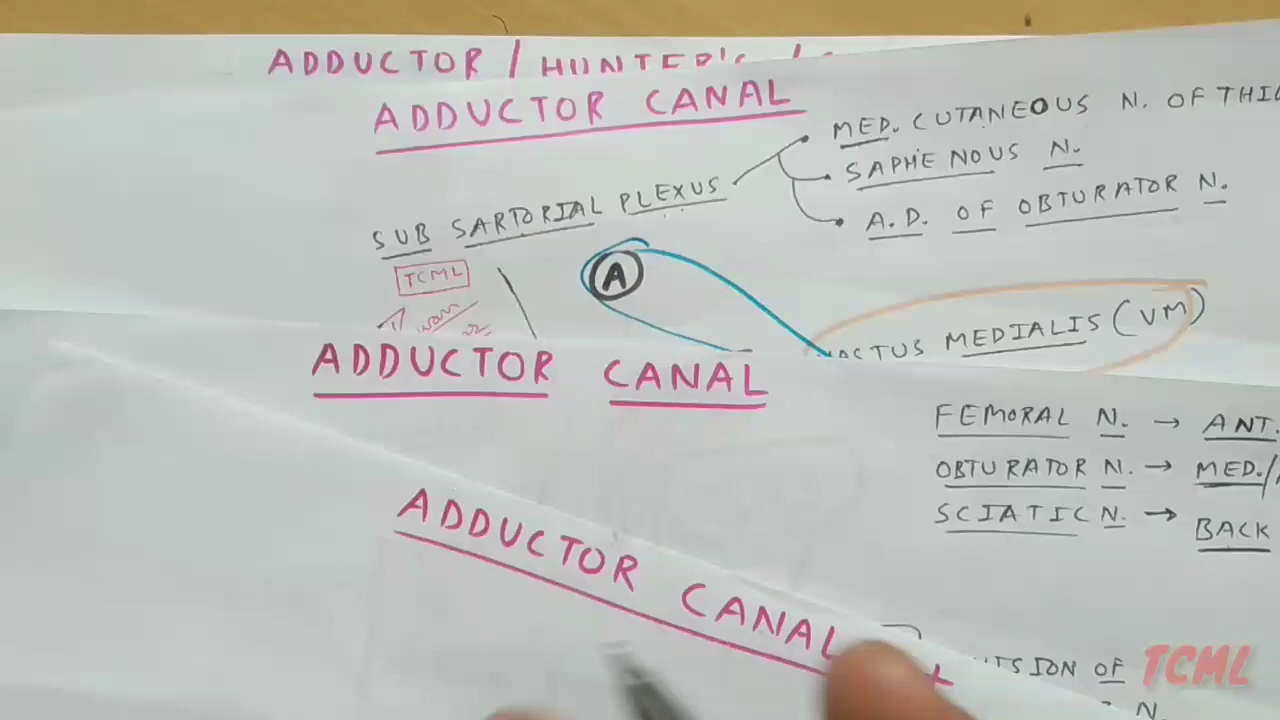 ADDUCTOR / HUNTER'S /
ADDUCTOR CANAL
MED. CUTANEOUS N. OF
SAPHENOUS N.
A.D. OF OBTURATOR N.
SUB SARTORIAL PLEXUS
TCML
A
MEDIALIS (VM)
ADDUCTOR CANAL
FEMORAL N. → ANT.
OBTURATOR N. → MED./
SCIATIC N. → BACK
ADDUCTOR CANAL
OF
N.
TCML